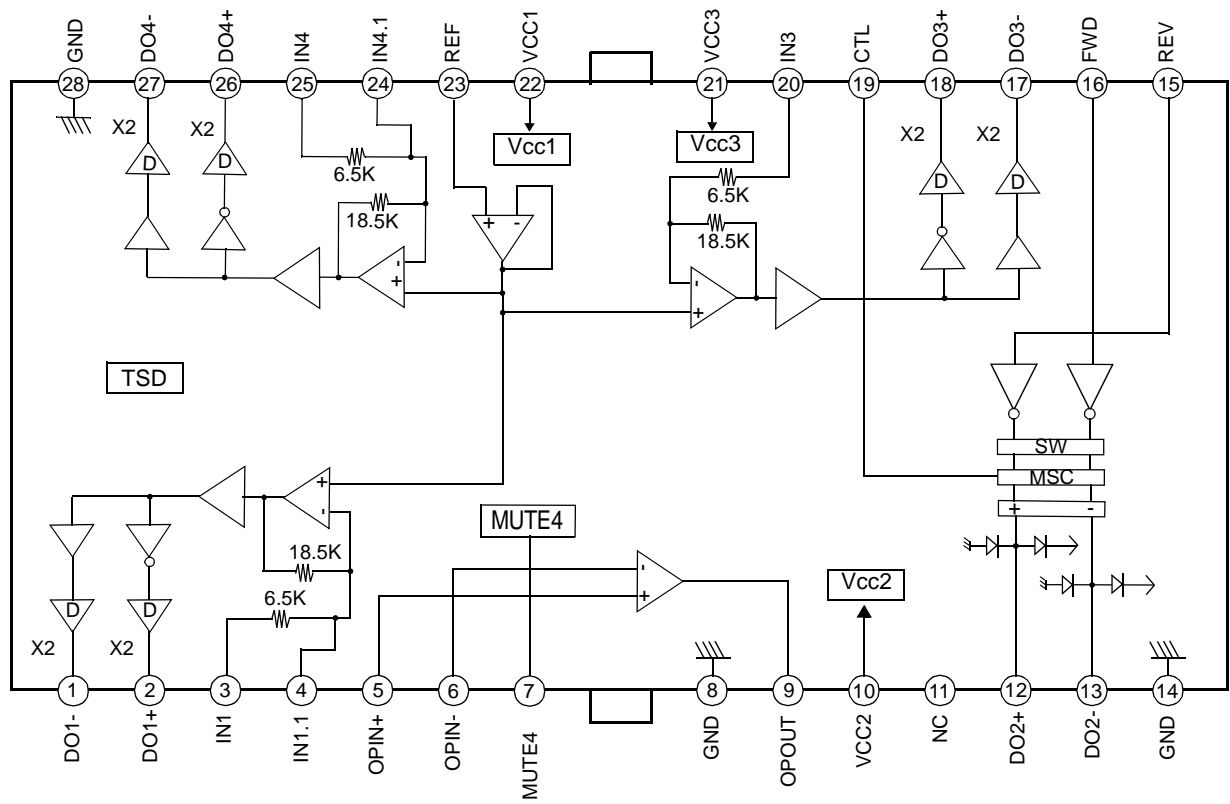 GND
DO4-
DO4+
IN4
IN4.1
REF
VCC1
VCC3
IN3
CTL
DO3+
DO3-
FWD
REV
28
27
26
25
24
23
22
21
20
19
18
17
16
15
X2
X2
X2
X2
Vcc1
Vcc3
D
D
D
D
6.5K
6.5K
18.5K
18.5K
+ -
-
+
-
+
TSD
SW
MSC
+ -
+
-
MUTE4
18.5K
6.5K
-
+
Vcc2
D
D
X2
X2
1
2
3
4
5
6
7
8
9
10
11
12
13
14
DO1-
DO1+
IN1
IN1.1
OPIN+
OPIN-
MUTE4
GND
OPOUT
VCC2
NC
DO2+
DO2-
GND